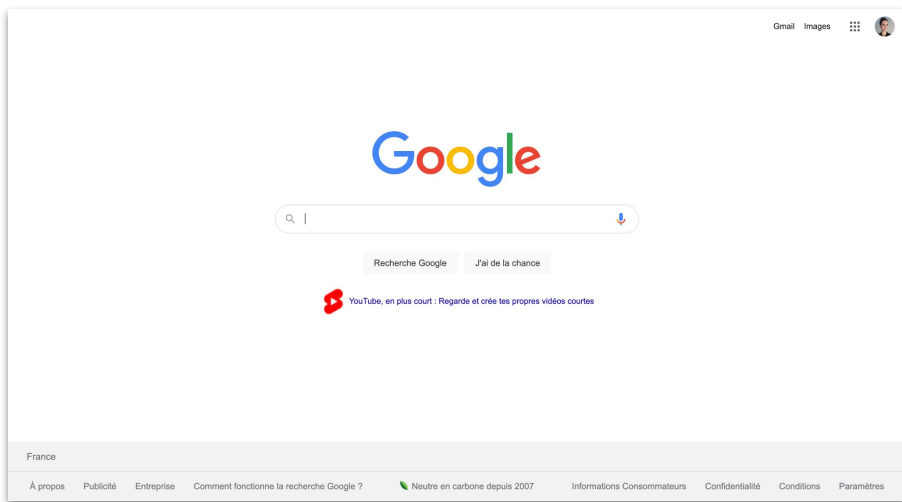 Gmail Images
Google
Recherche Google J'ai de la chance
YouTube, en plus court : Regarde et crée tes propres vidéos courtes
France
À propos Publicité Entreprise Comment fonctionne la recherche Google ? Neutre en carbone depuis 2007 Informations Consommateurs Confidentialité Conditions Paramètres